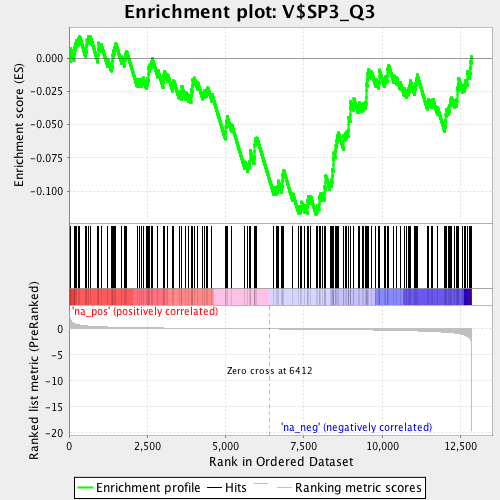 Enrichment plot: V$SP3_Q3
Enrichment score (ES)
0.000
-0.025
-0.050
-0.075
-0.100
Ranked list metric (PreRanked)
'na_pos' (positively correlated)
0
-5
-10
-15
-20
Zero cross at 6412
'na_neg' (negatively correlated)
0
2,500
5,000
7,500
10,000
12,500
Rank in Ordered Dataset
Enrichment profile
Hits
Ranking metric scores